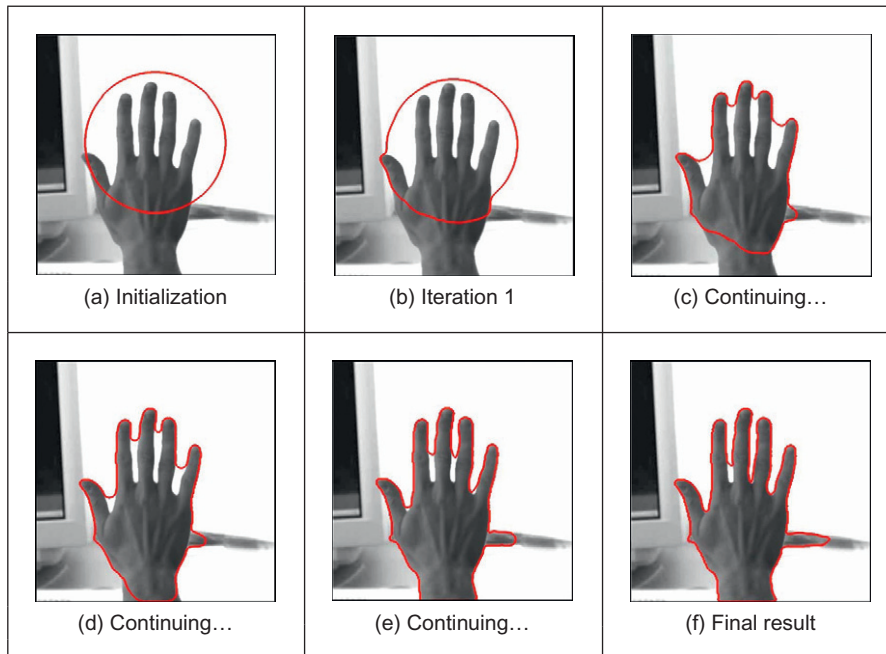 (a) Initialization
(b) Iteration 1
(c) Continuing…
(d) Continuing…
(e) Continuing…
(f) Final result